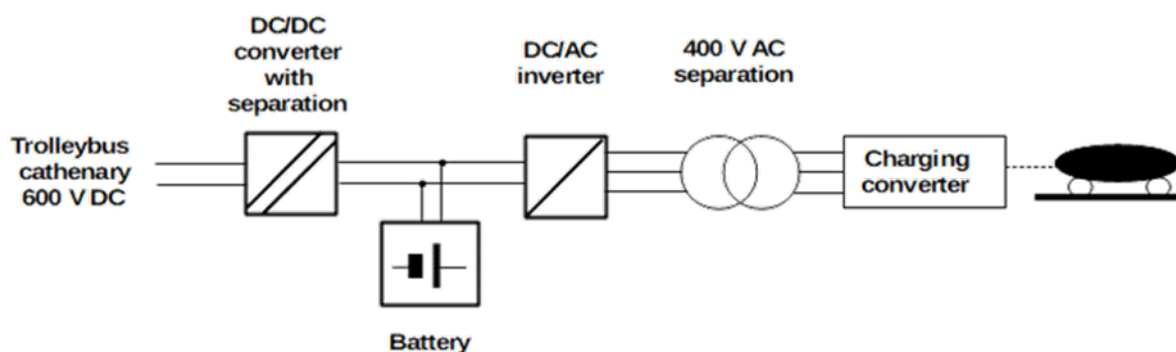 DC/DC
converter
with
separation
DC/AC
inverter
400 V AC
separation
Trolleybus
cathenary
600 V DC
Charging
converter
Battery